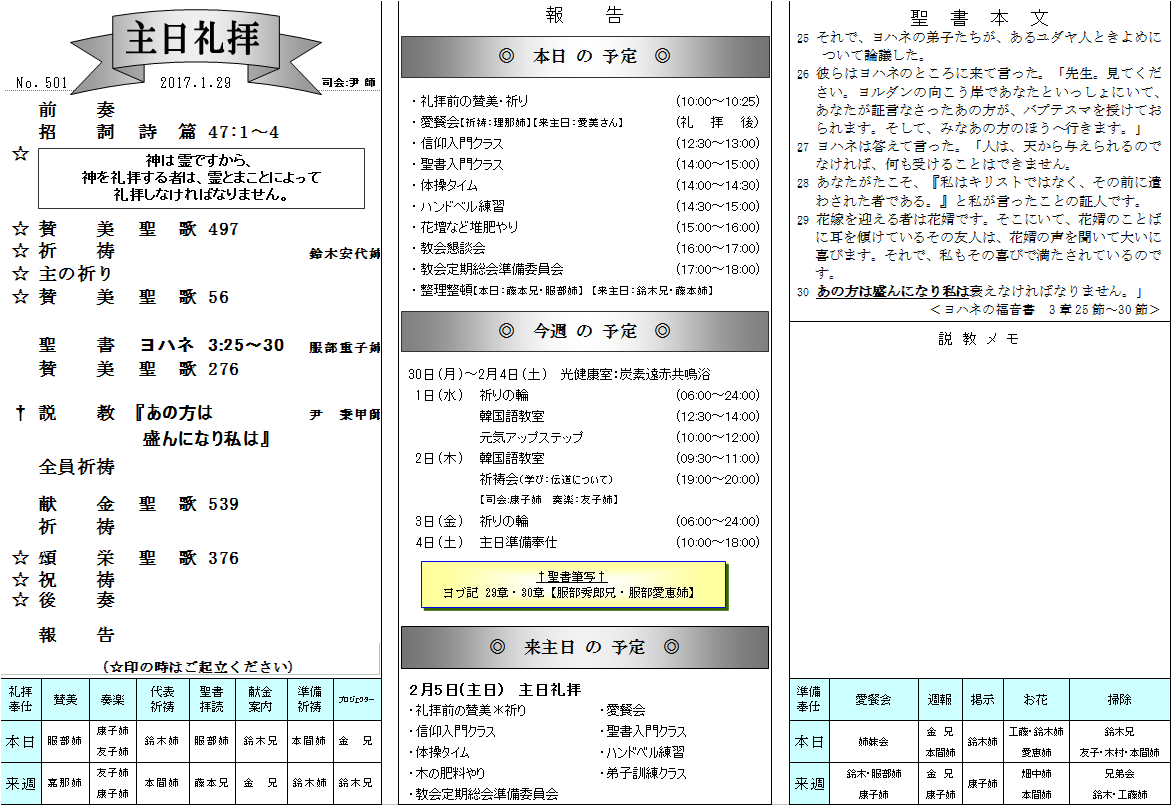 主日礼拝
No.501 2017.1.29 司会:尹 師
前 奏
招 詞 詩 篇 47:1～4
☆ 神は霊ですから、
神を礼拝する者は、霊とまことによって
礼拝しなければなりません。
☆ 賛 美 聖 歌 497
☆ 祈 祷 鈴木安代姉
☆ 主の祈り
☆ 賛 美 聖 歌 56
聖 書 ヨハネ 3:25～30 服部重子姉
賛 美 聖 歌 276
† 説 教 『あの方は 尹 秉甲師
盛んになり私は』
全員祈祷
献 金 聖 歌 539
祈 祷
☆ 頌 栄 聖 歌 376
☆ 祝 祷
☆ 後 奏
報 告
(☆印の時はご起立ください)
礼拝奉仕 賛美 奏楽 代表祈祷 聖書拝読 献金案内 準備祈祷 プロジェクター
本日 服部姉 康子姉 友子姉 鈴木姉 服部姉 鈴木兄 本間姉 金 兄
来週 嘉那姉 友子姉 康子姉 本間姉 藤本兄 金 兄 鈴木姉 鈴木兄
報 告
◎ 本日 の 予定 ◎
・礼拝前の賛美・祈り (10:00～10:25)
・愛餐会【祈祷:理那姉】【来主日:愛美さん】 (礼 拝 後)
・信仰入門クラス (12:30～13:00)
・聖書入門クラス (14:00～15:00)
・体操タイム (14:00～14:30)
・ハンドベル練習 (14:30～15:00)
・花壇など堆肥やり (15:00～16:00)
・教会懇談会 (16:00～17:00)
・教会定期総会準備委員会 (17:00～18:00)
・整理整頓【本日:藤本兄・服部姉】 【来主日:鈴木兄・藤本姉】
◎ 今週 の 予定 ◎
30日(月)～2月4日(土) 光健康室:炭素遠赤共鳴浴
1日(水) 祈りの輪 (06:00～24:00)
韓国語教室 (12:30～14:00)
元気アップステップ (10:00～12:00)
2日(木) 韓国語教室 (09:30～11:00)
祈祷会(学び:伝道について) (19:00～20:00)
【司会:康子姉 奏楽:友子姉】
3日(金) 祈りの輪 (06:00～24:00)
4日(土) 主日準備奉仕 (10:00～18:00)
†聖書筆写†
ヨブ記 29章・30章【服部秀郎兄・服部愛恵姉】
◎ 来主日 の 予定 ◎
2月5日(主日) 主日礼拝
・礼拝前の賛美＊祈り ・愛餐会
・信仰入門クラス ・聖書入門クラス
・体操タイム ・ハンドベル練習
・木の肥料やり ・弟子訓練クラス
・教会定期総会準備委員会
聖 書 本 文
25 それで、ヨハネの弟子たちが、あるユダヤ人ときよめに
ついて論議した。
26 彼らはヨハネのところに来て言った。「先生。見てくだ
さい。ヨルダンの向こう岸であなたといっしょにいて、
あなたが証言なさったあの方が、バプテスマを授けてお
られます。そして、みなあの方のほうへ行きます。」
27 ヨハネは答えて言った。「人は、天から与えられるので
なければ、何も受けることはできません。
28 あなたがたこそ、『私はキリストではなく、その前に遣
わされた者である。』と私が言ったことの証人です。
29 花嫁を迎える者は花婿です。そこにいて、花婿のことば
に耳を傾けているその友人は、花婿の声を聞いて大いに
喜びます。それで、私もその喜びで満たされているので
す。
30 あの方は盛んになり私は衰えなければなりません。」
＜ヨハネの福音書 3章25節～30節＞
説 教 メ モ
準備奉仕 愛餐会 週報 掲示 お花 掃除
本日 姉妹会 金 兄 本間姉 鈴木姉 工藤・鈴木姉 愛恵姉 鈴木兄 友子・木村・本間姉
来週 鈴木・服部姉 康子姉 金 兄 康子姉 康子姉 畑中姉 本間姉 兄弟会 鈴木・工藤姉